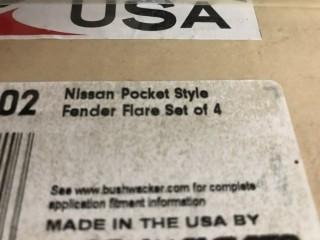 USA
02
Nissan Pocket Style
Fender Flare Set of 4
See www.bushwacker.com for complete
application fitment information
MADE IN THE USA BY